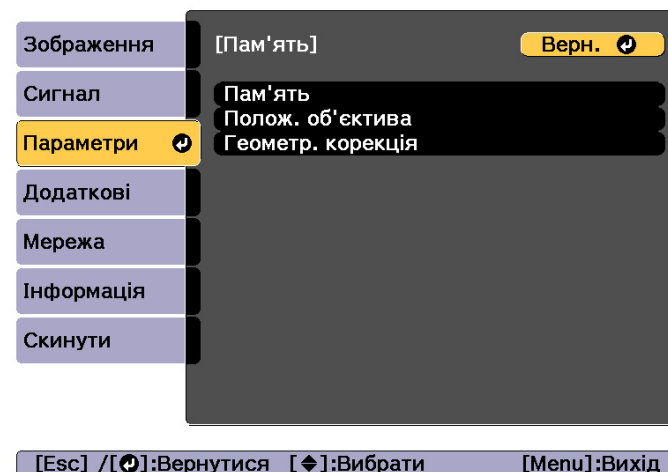 Зображення
Сигнал
Параметри
Додаткові
Мережа
Інформація
Скинути
[Пам'ять]
Верн.
Пам'ять
Полож. об'єктива
Геометр. корекція
[Esc] /[ ]:Вернутися [ ]:Вибрати [Menu]:Вихід